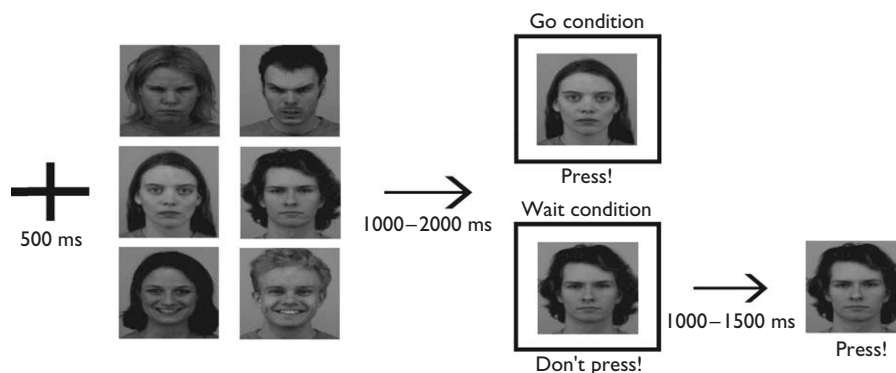 Go condition
Press!
500 ms
1000–2000 ms
Wait condition
1000–1500 ms
Don't press!
Press!